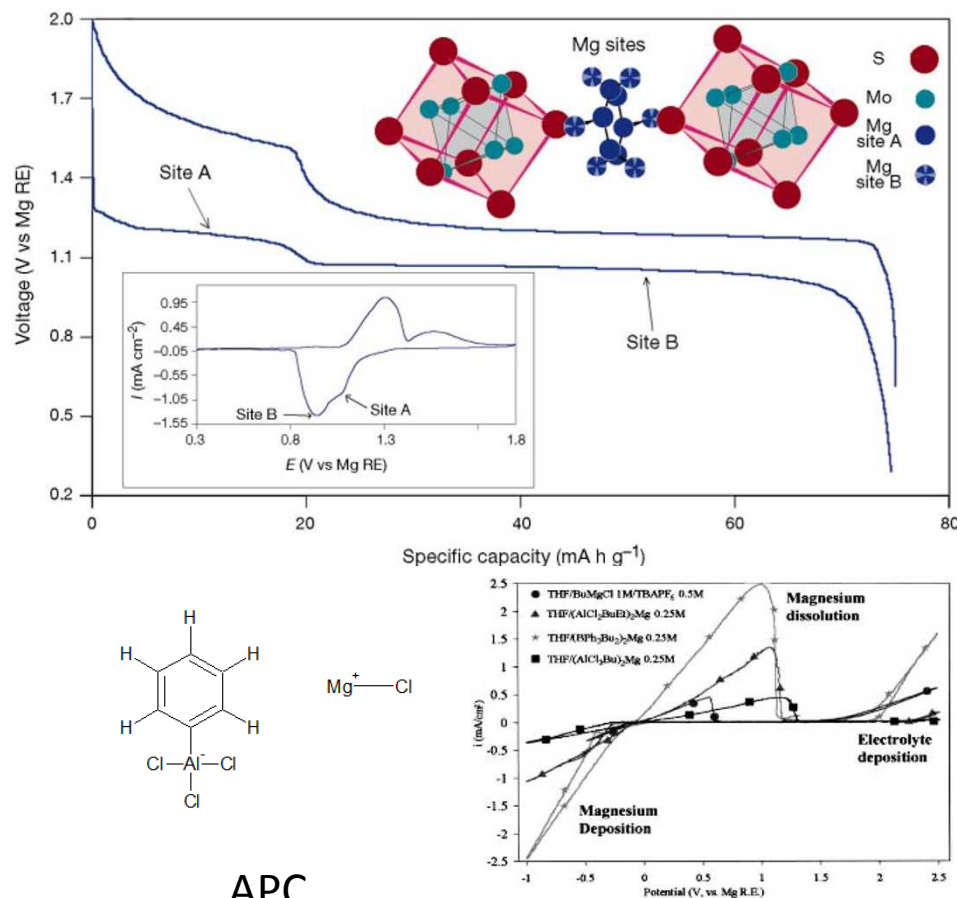 2.0
1.7
1.4
1.1
0.8
0.5
0.2
Voltage (V vs Mg RE)
Site A
Mg sites
S
Mo
Mg
site A
Mg
site B
Site B
0.95
0.45
−0.05
−0.55
−1.05
−1.55
I (mA cm−2)
Site B
Site A
0.3 0.8 1.3 1.8
E (V vs Mg RE)
0 20 40 60 80
Specific capacity (mA h g−1)
H
H H
H H
Cl Al- Cl
Cl
Mg+ Cl
APC
2.5
2
1.5
1
0.5
0
-0.5
-1
-1.5
-2
-2.5
i (mA/cm²)
THF/BuMgCl 1M/TBAPF6 0.5M
THF/(AlCl2BuEt)2Mg 0.25M
THF/(BPh2Bu2)2Mg 0.25M
THF/(AlCl3Bu)2Mg 0.25M
Magnesium
dissolution
Electrolyte
deposition
Magnesium
Deposition
-1 -0.5 0 0.5 1 1.5 2 2.5
Potential (V, vs. Mg R.E.)